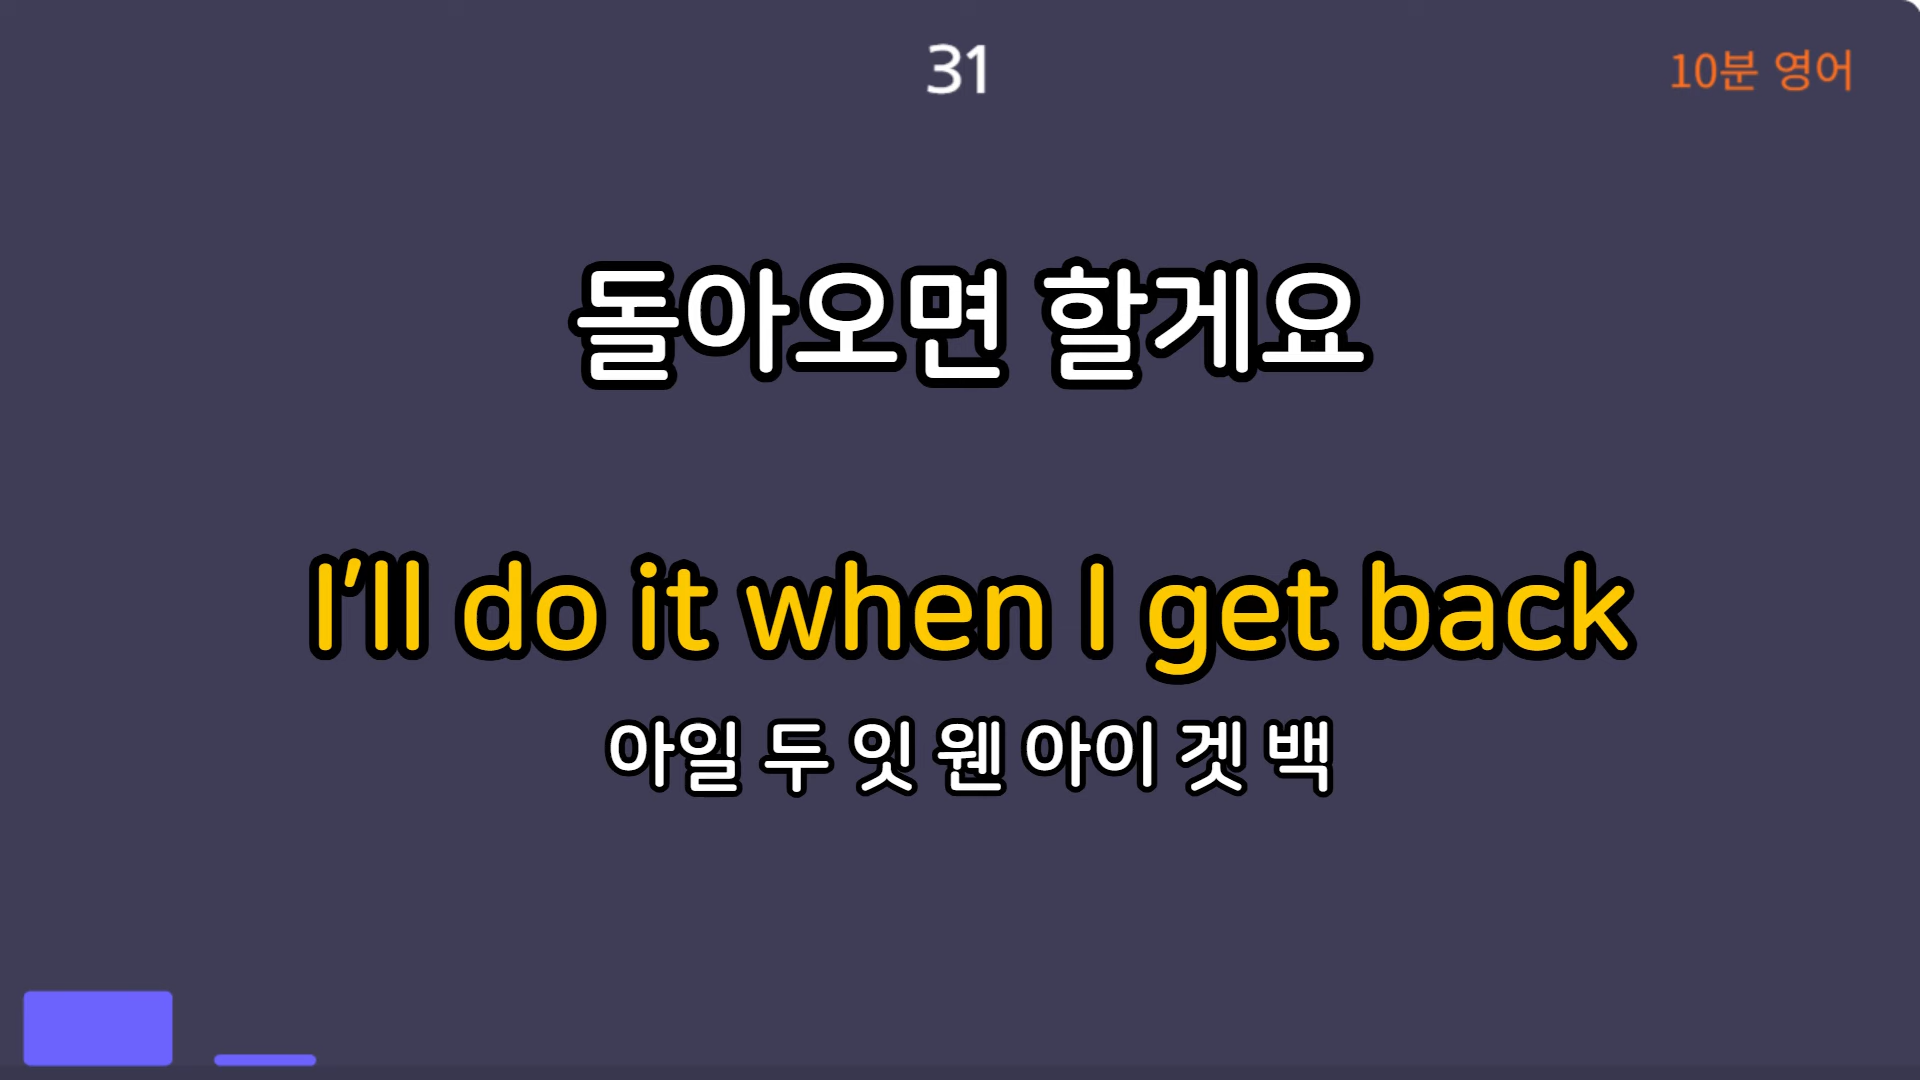 31
10분 영어
돌아오면 할게요
I’ll do it when I get back
아일 두 잇 웬 아이 겟 백